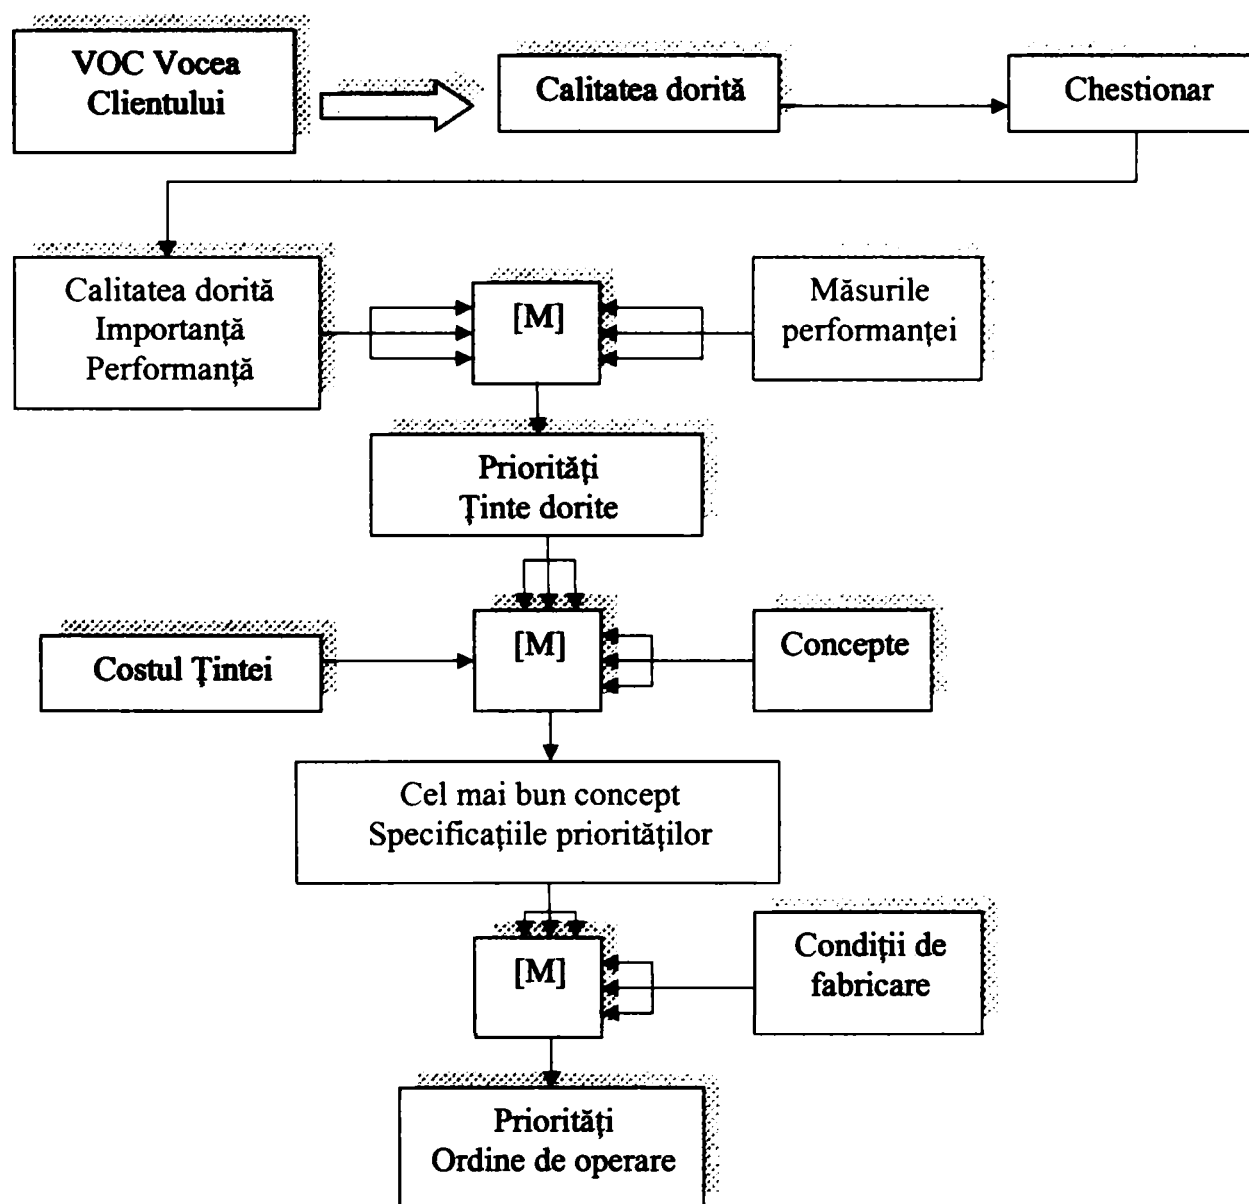 VOC Vocea
Clientului
Calitatea dorită
Chestionar
Calitatea dorită
Importanță
Performanță
[M]
Măsurile
performanței
Priorități
Ținte dorite
Costul Țintei
[M]
Concepte
Cel mai bun concept
Specificațiile priorităților
[M]
Condiții de
fabricare
Priorități
Ordine de operare